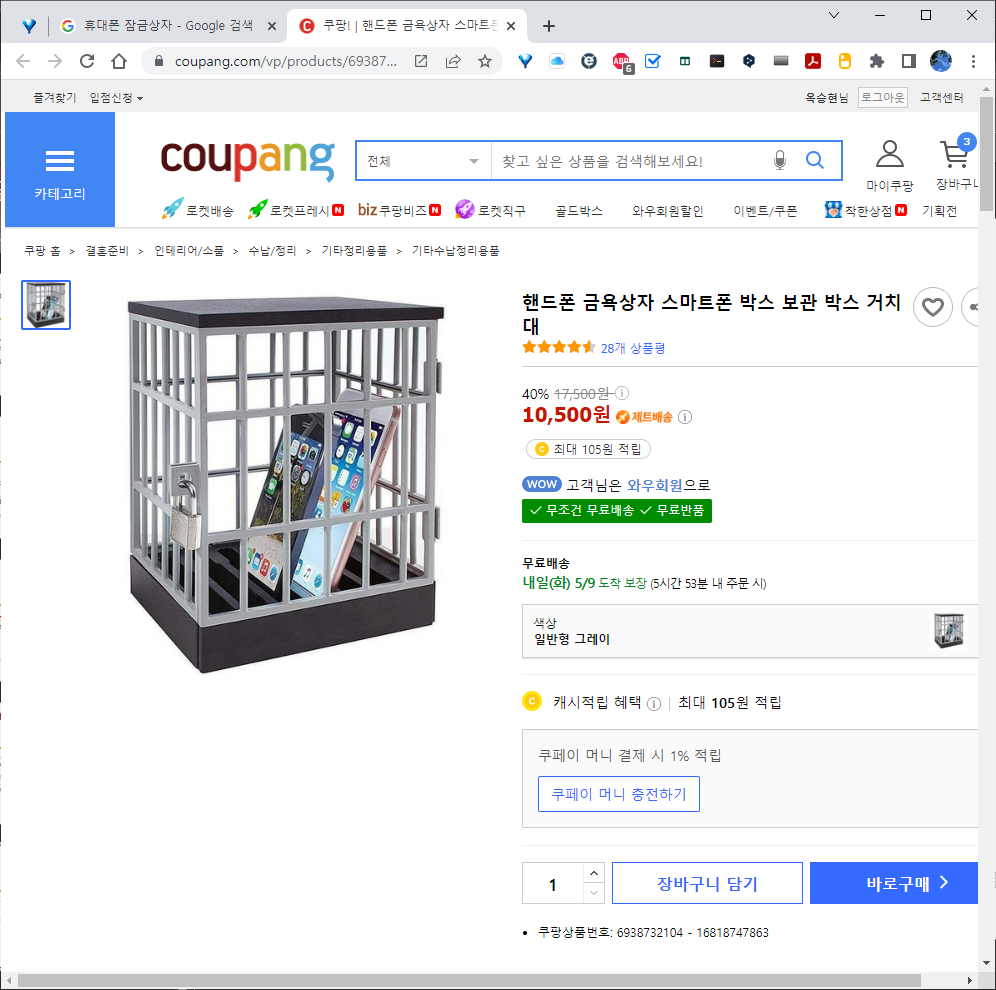 휴대폰 잠금상자 - Google 검색
쿠팡! | 핸드폰 금욕상자 스마트폰
coupang.com/vp/products/69387...
ABP
6
즐겨찾기 입점신청
옥승현님 로그아웃 고객센터
카테고리
coupang
전체
찾고 싶은 상품을 검색해보세요!
마이쿠팡
3
장바구니
로켓배송 로켓프레시 N biz 쿠팡비즈 N 로켓직구 골드박스 와우회원할인 이벤트/쿠폰 착한상점 N 기획전
쿠팡 홈 > 결혼준비 > 인테리어/소품 > 수납/정리 > 기타정리용품 > 기타수납정리용품
핸드폰 금욕상자 스마트폰 박스 보관 박스 거치
대
28개 상품평
40% 17,500원
10,500원 제트배송
최대 105원 적립
WOW 고객님은 와우회원으로
무조건 무료배송 무료반품
무료배송
내일(화) 5/9 도착 보장 (5시간 53분 내 주문 시)
색상
일반형 그레이
캐시적립 혜택 | 최대 105원 적립
쿠페이 머니 결제 시 1% 적립
쿠페이 머니 충전하기
1
장바구니 담기
바로구매
• 쿠팡상품번호: 6938732104 - 16818747863